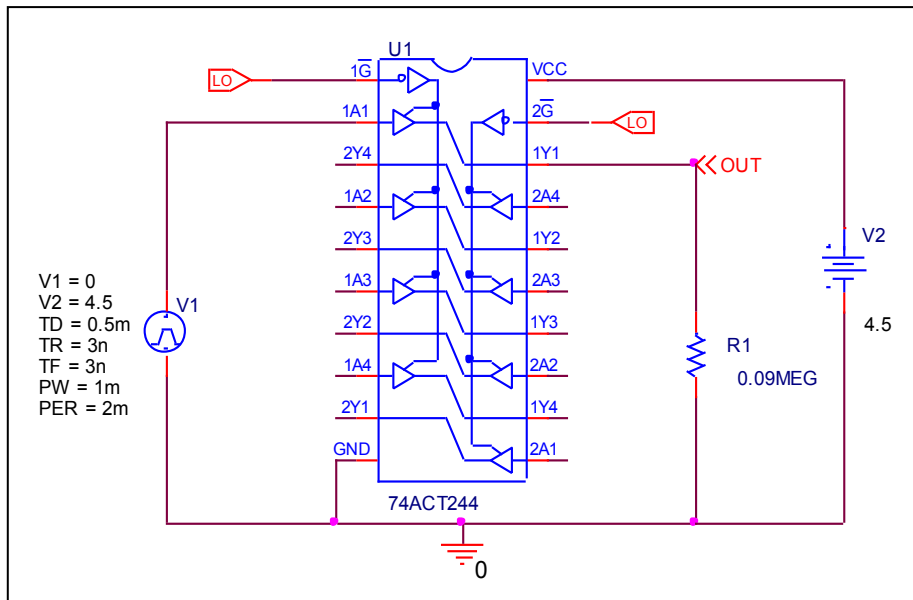 U1
LO
1G
VCC
1A1
2G
LO
2Y4
1Y1
OUT
1A2
2A4
2Y3
1Y2
V2
1A3
2A3
V1 = 0
V2 = 4.5
TD = 0.5m
TR = 3n
TF = 3n
PW = 1m
PER = 2m
V1
2Y2
1Y3
4.5
R1
0.09MEG
1A4
2A2
2Y1
1Y4
GND
2A1
74ACT244
0